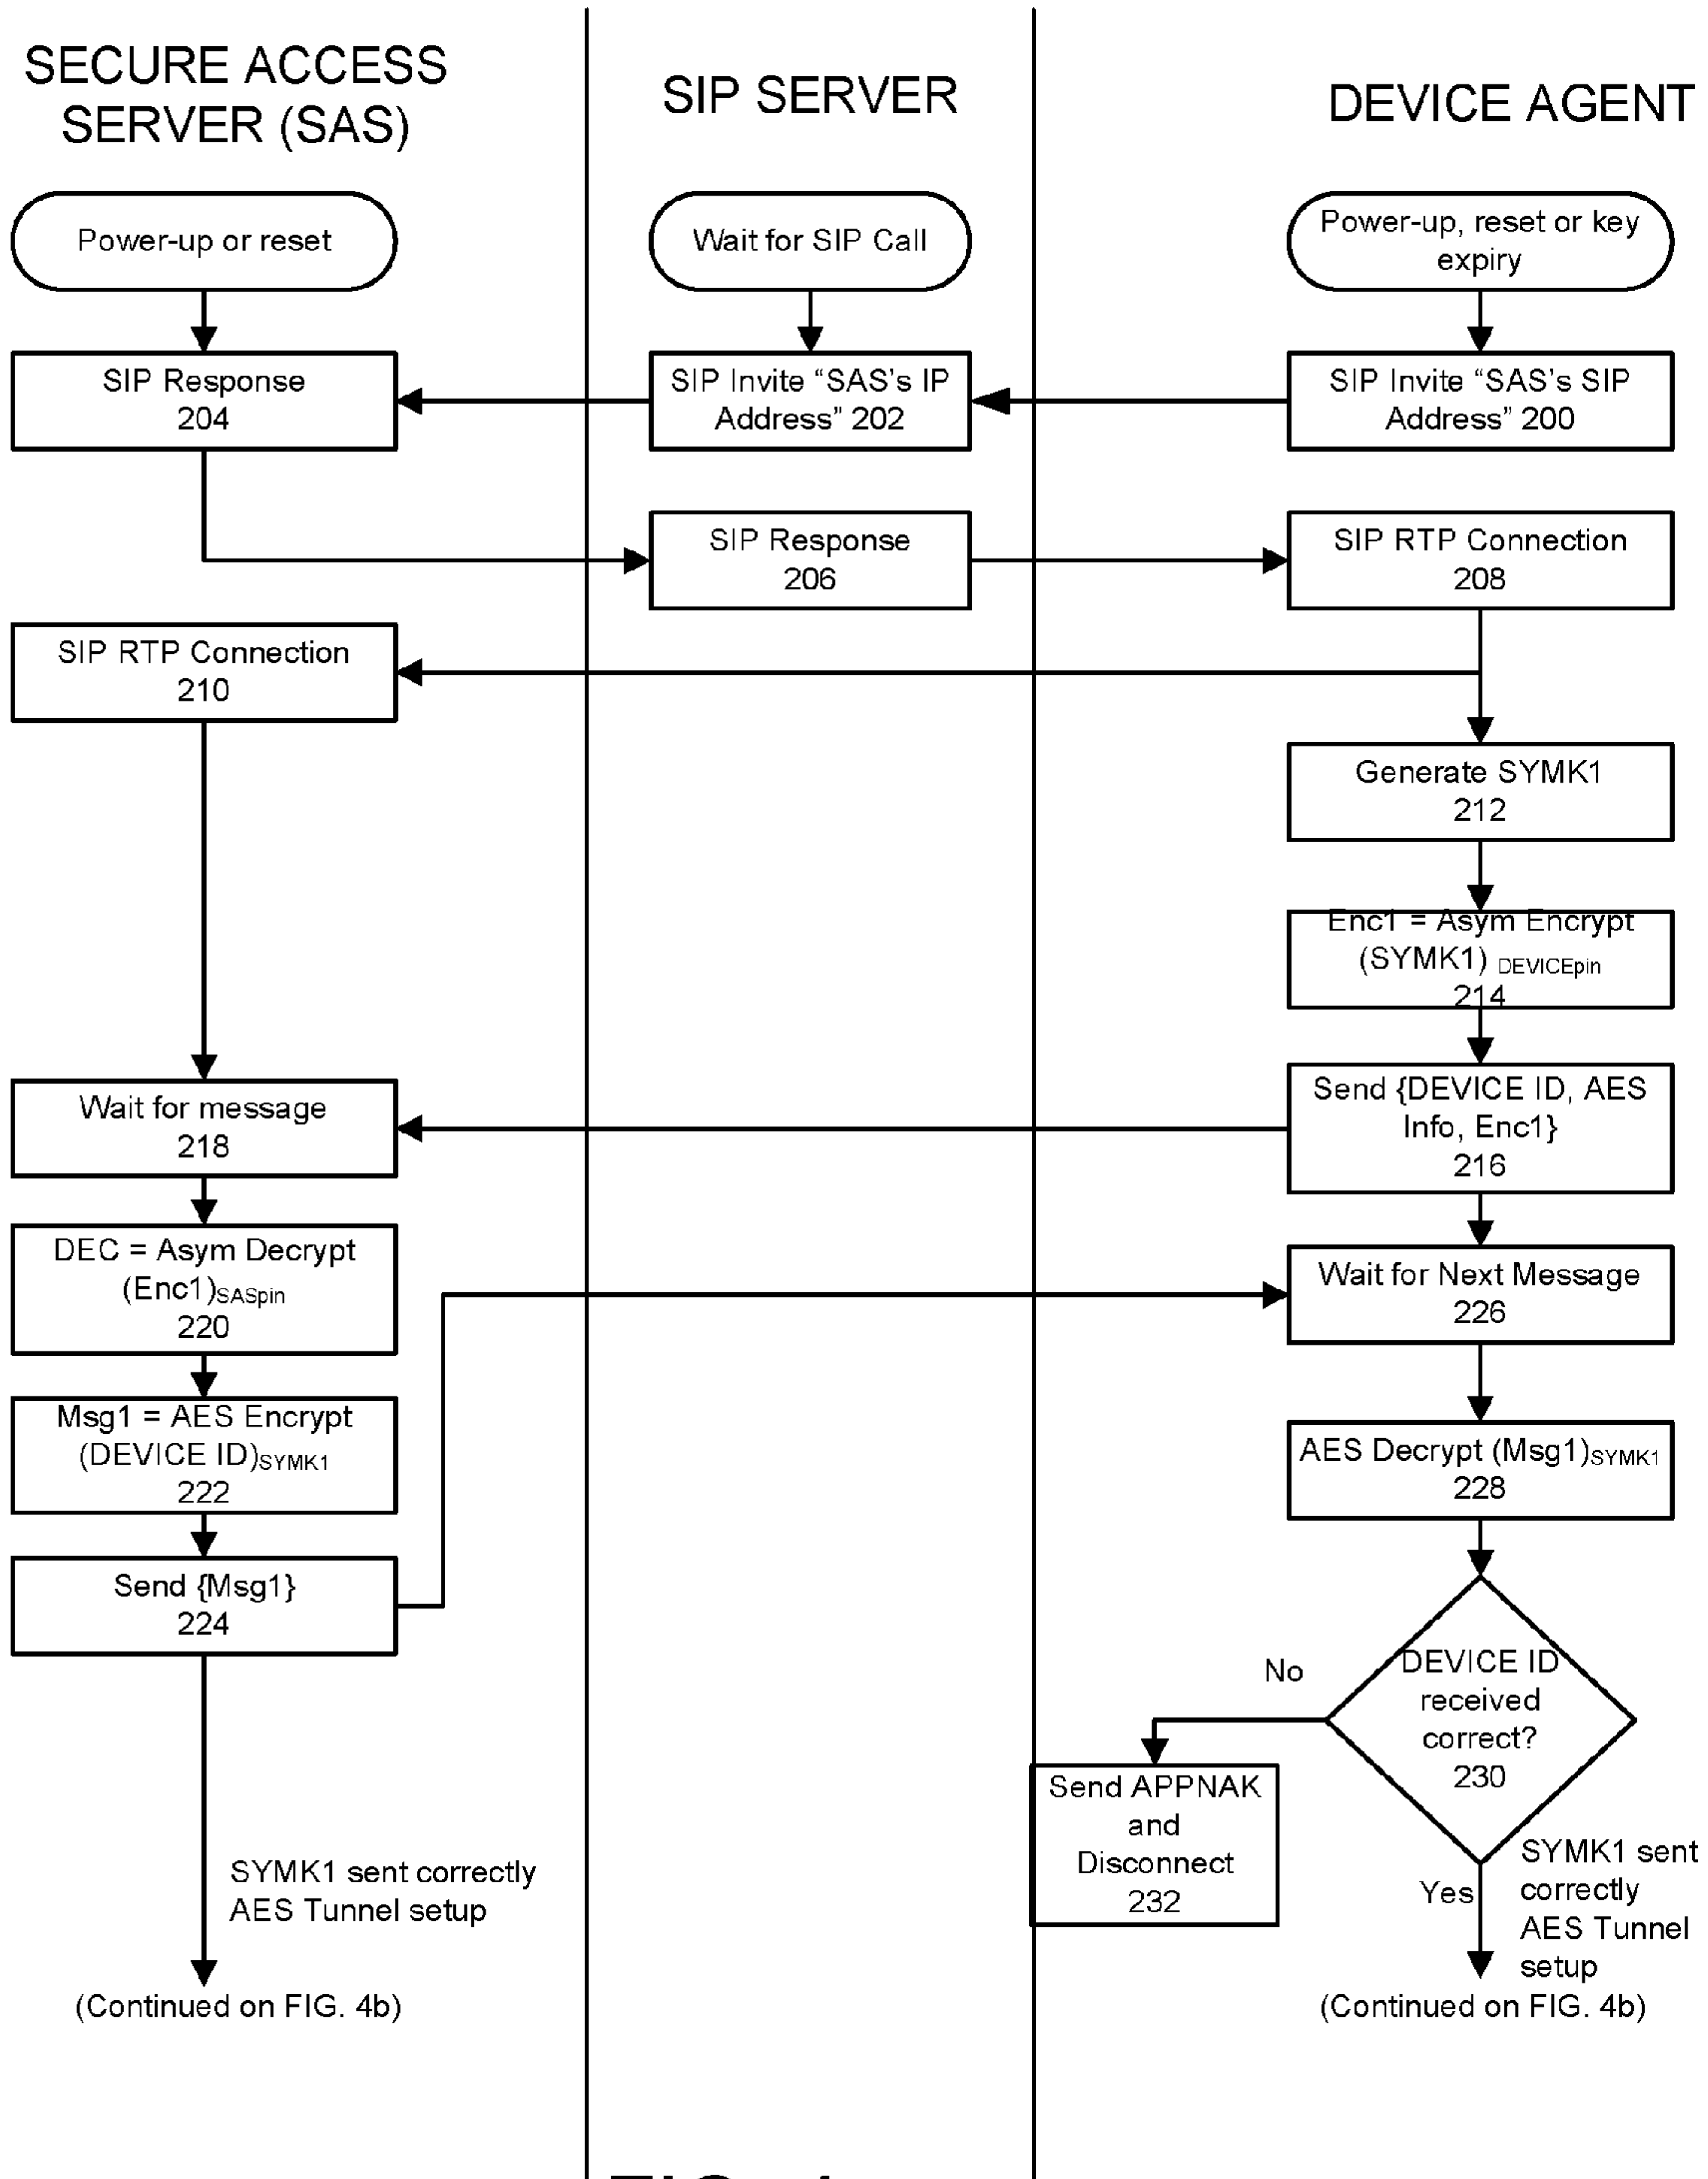 SECURE ACCESS
SERVER (SAS)
SIP SERVER
DEVICE AGENT
Power-up or reset
Wait for SIP Call
Power-up, reset or key
expiry
SIP Response
204
SIP Invite “SAS’s IP
Address” 202
SIP Invite “SAS’s SIP
Address” 200
SIP Response
206
SIP RTP Connection
208
SIP RTP Connection
210
Generate SYMK1
212
Enc1 = Asym Encrypt
(SYMK1) DEVICEpin
214
Wait for message
218
Send {DEVICE ID, AES
Info, Enc1}
216
DEC = Asym Decrypt
(Enc1)SASpin
220
Wait for Next Message
226
Msg1 = AES Encrypt
(DEVICE ID)SYMK1
222
AES Decrypt (Msg1)SYMK1
228
Send {Msg1}
224
DEVICE ID
received
correct?
230
No
Send APPNAK
and
Disconnect
232
Yes
SYMK1 sent
correctly
AES Tunnel
setup
SYMK1 sent correctly
AES Tunnel setup
(Continued on FIG. 4b)
(Continued on FIG. 4b)